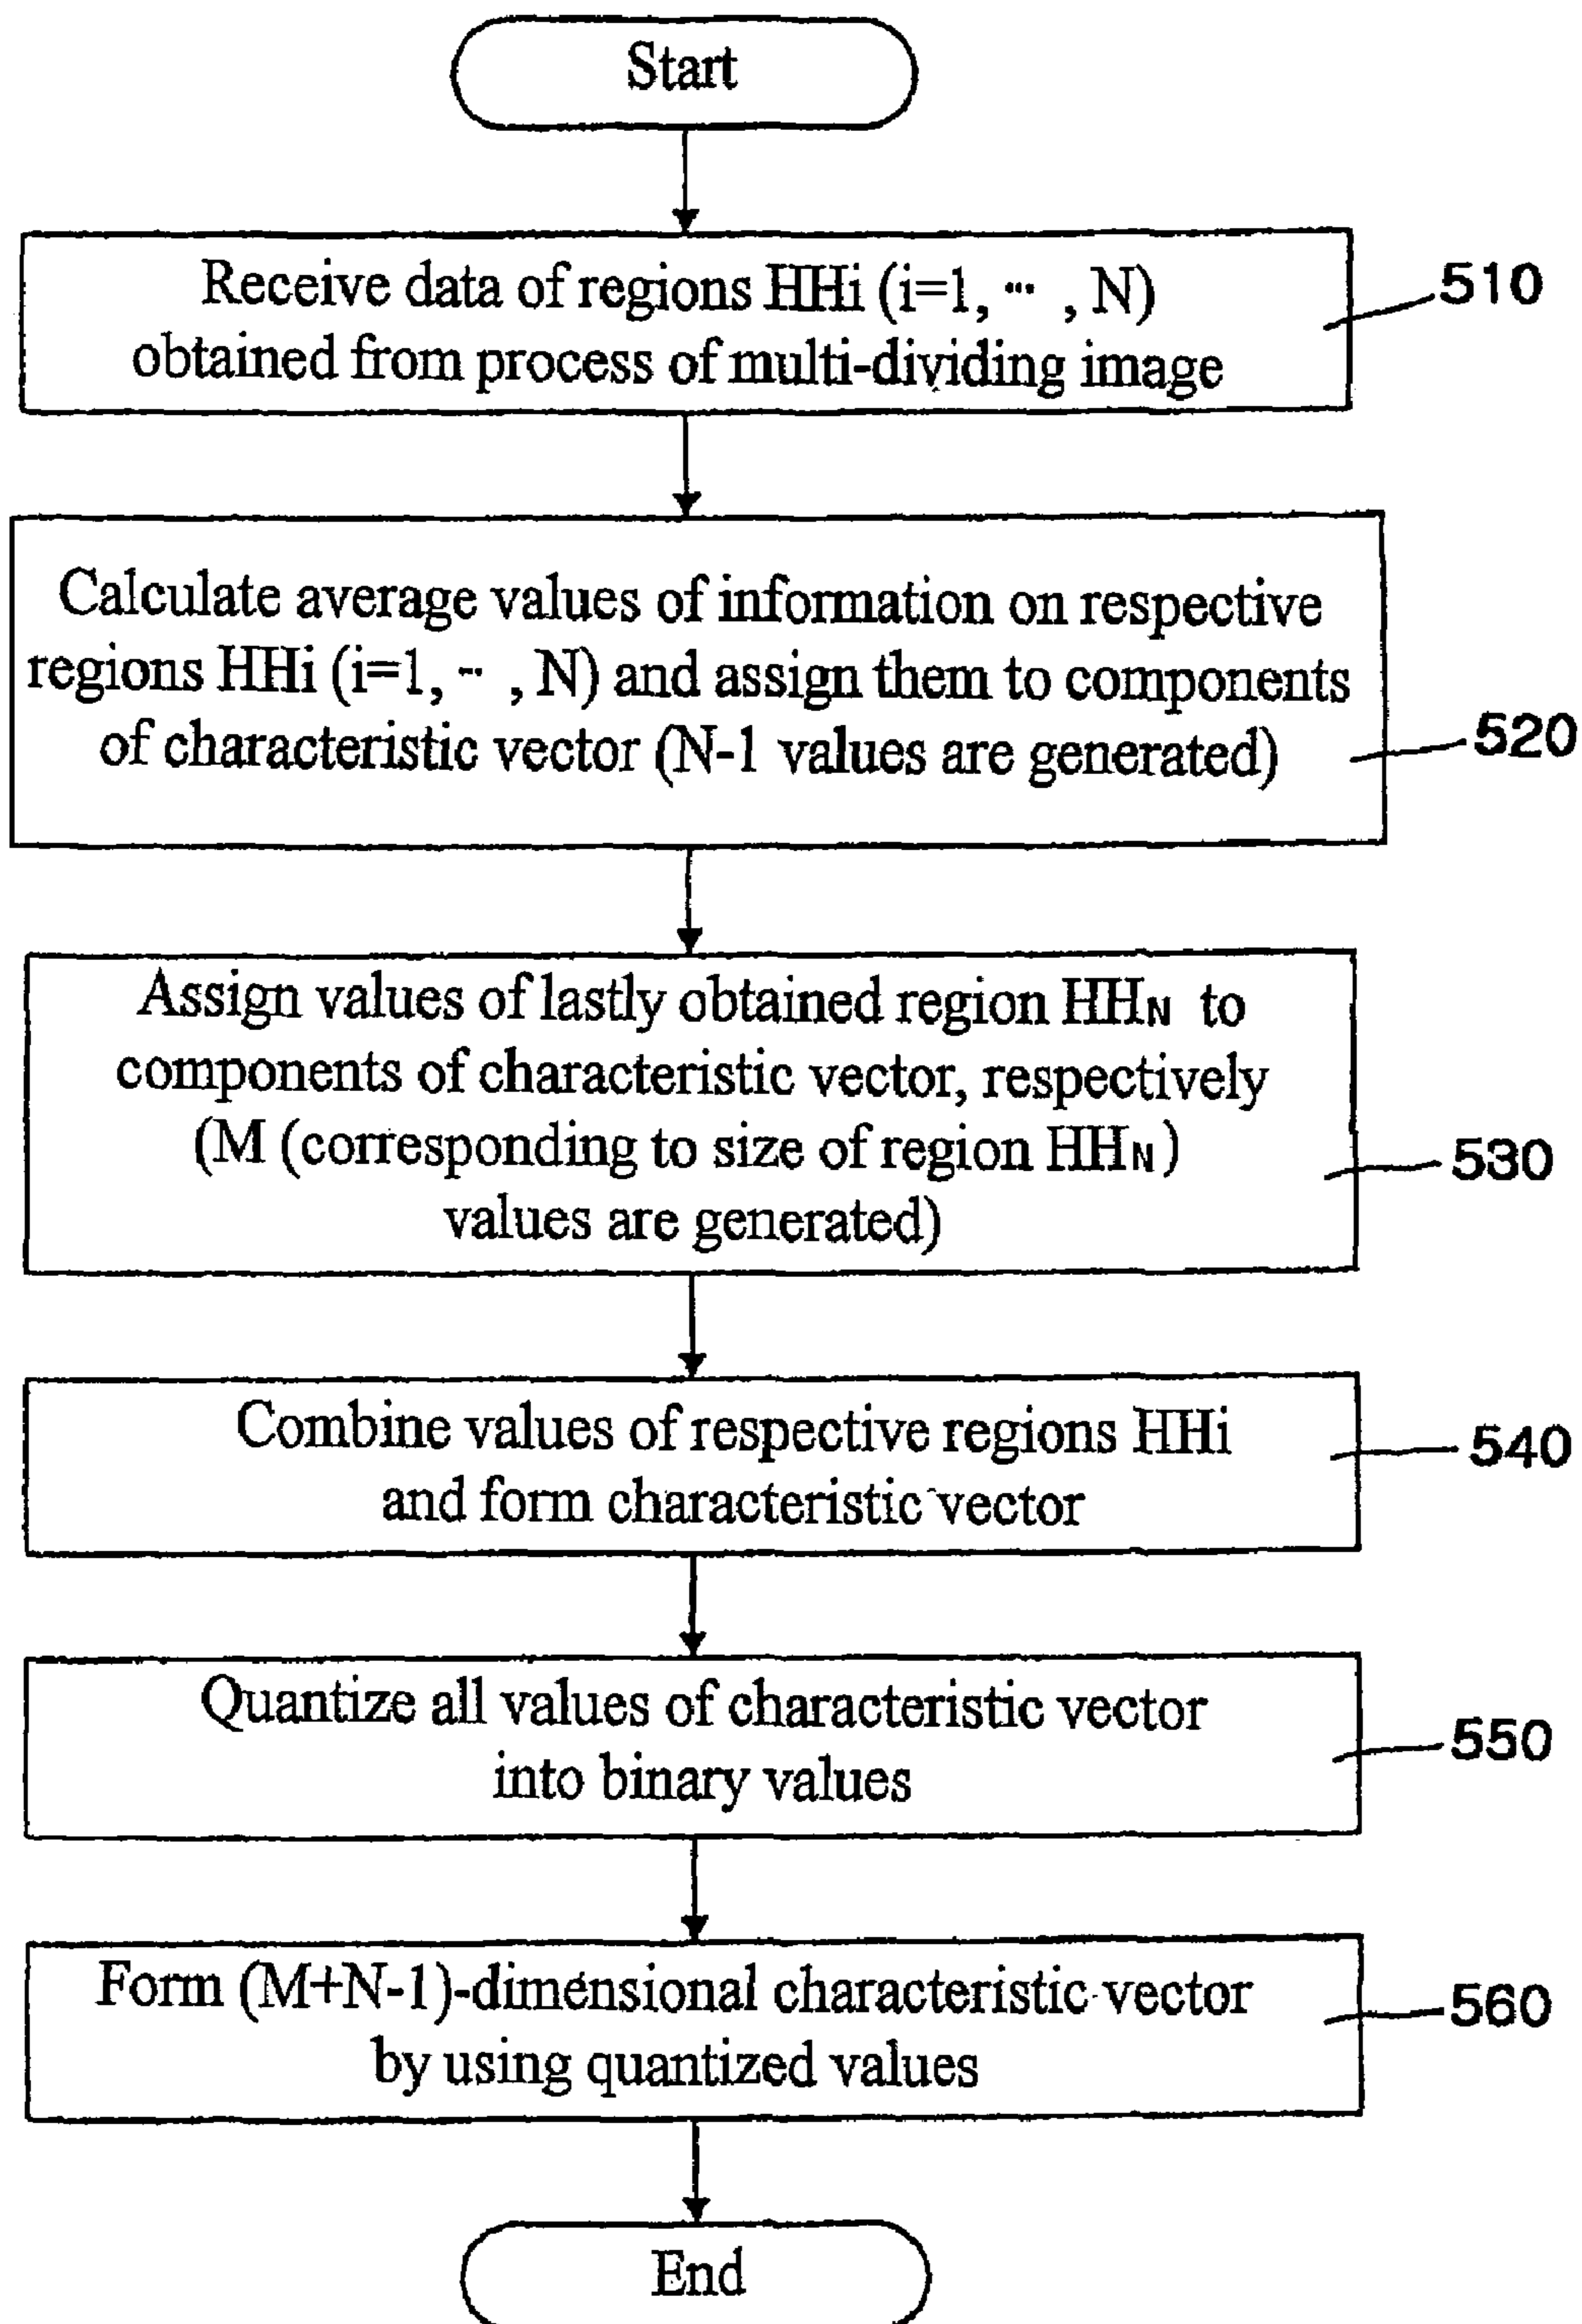 Start
Receive data of regions HHi (i=1, ··· , N)
obtained from process of multi-dividing image
510
Calculate average values of information on respective
regions HHi (i=1, ·· , N) and assign them to components
of characteristic vector (N-1 values are generated)
520
Assign values of lastly obtained region HHN to
components of characteristic vector, respectively
(M (corresponding to size of region HHN)
values are generated)
530
Combine values of respective regions HHi
and form characteristic vector
540
Quantize all values of characteristic vector
into binary values
550
Form (M+N-1)-dimensional characteristic vector
by using quantized values
560
End